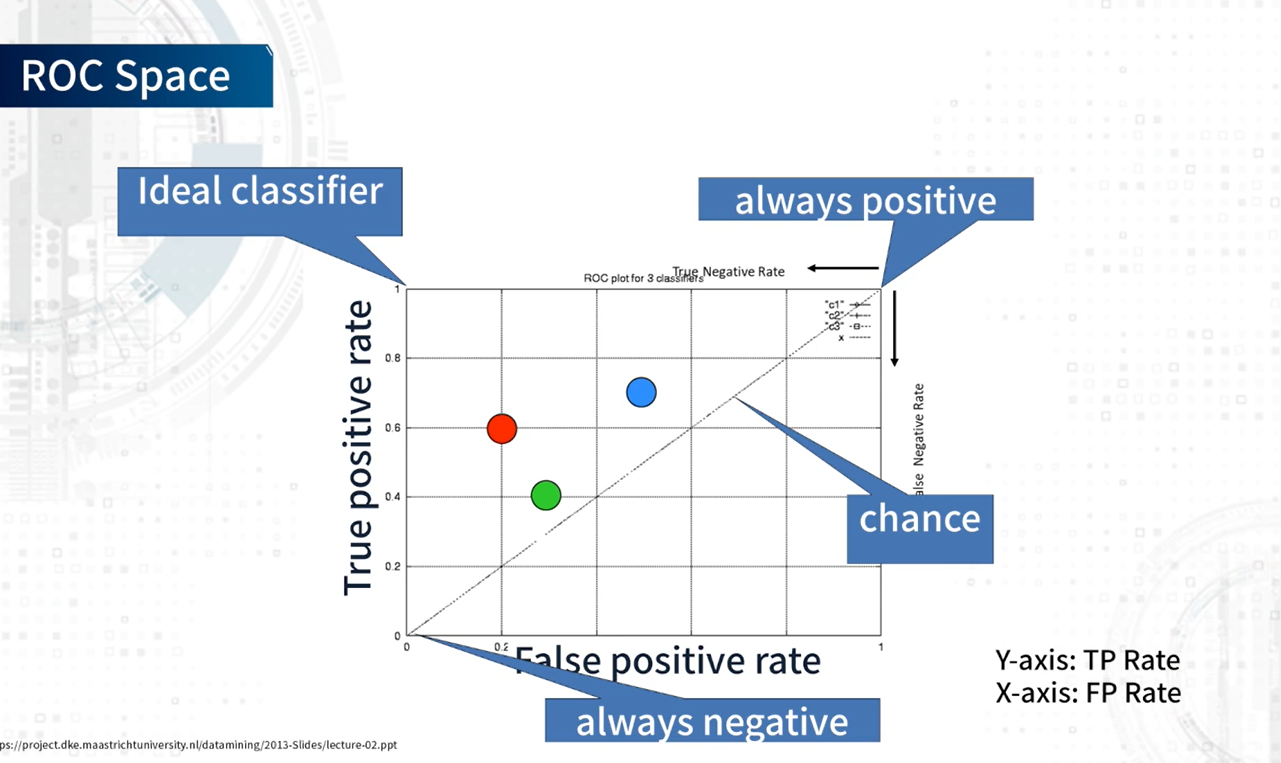 ROC Space
Ideal classifier
always positive
True Negative Rate
ROC plot for 3 classifiers
True positive rate
1
0.8
0.6
0.4
0.2
0
"c1"
"c2"
"c3"
x
Negative Rate
chance
0
0.2
1
False positive rate
always negative
Y-axis: TP Rate
X-axis: FP Rate
ps://project.dke.maastrichtuniversity.nl/datamining/2013-Slides/lecture-02.ppt